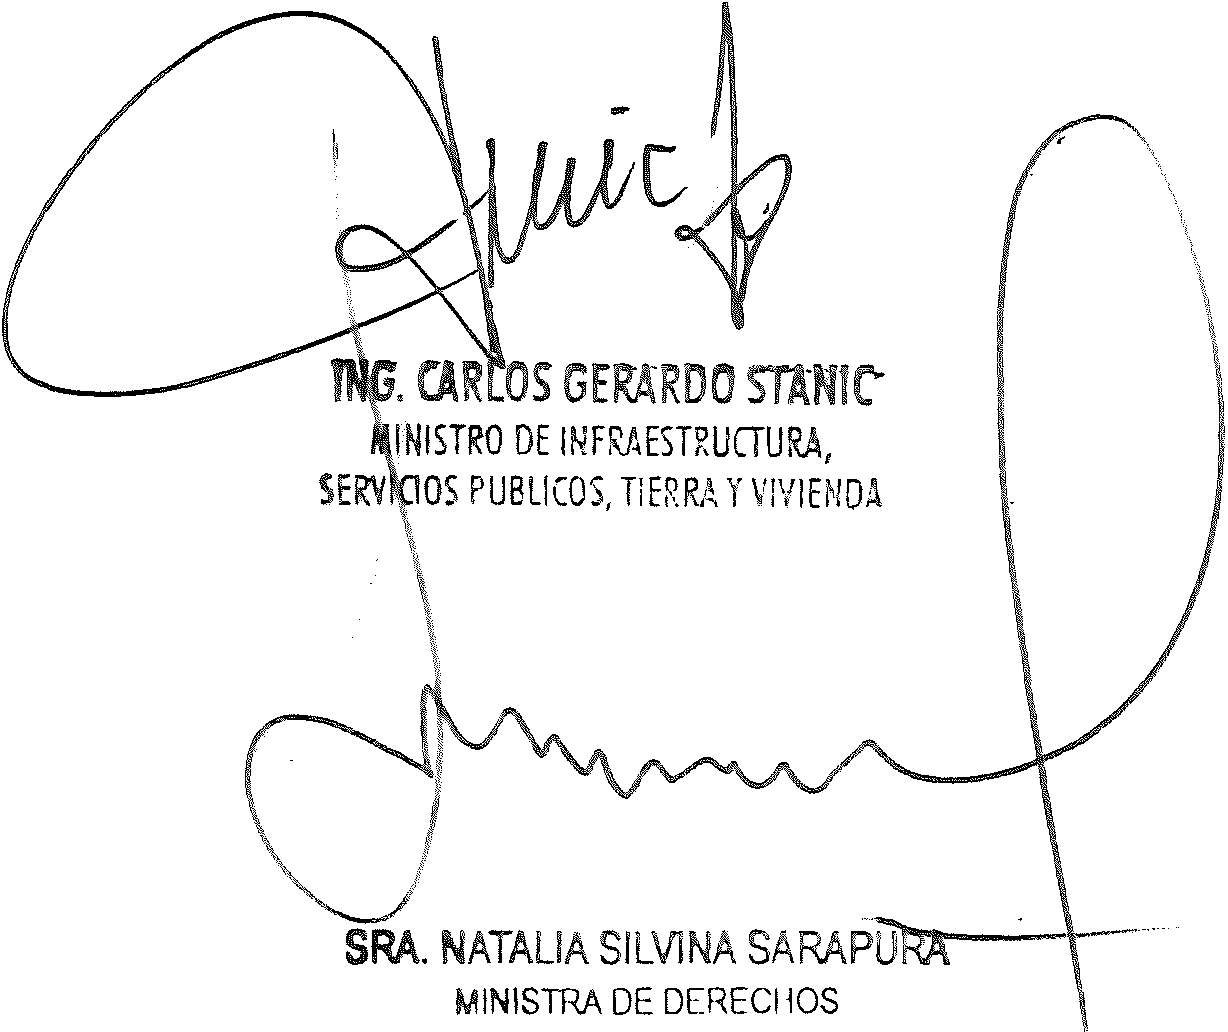 ING. CARLOS GERARDO STANIC
MINISTRO DE INFRAESTRUCTURA,
SERVICIOS PUBLICOS, TIERRA Y VIVIENDA
SRA. NATALIA SILVINA SARAPURA
MINISTRA DE DERECHOS